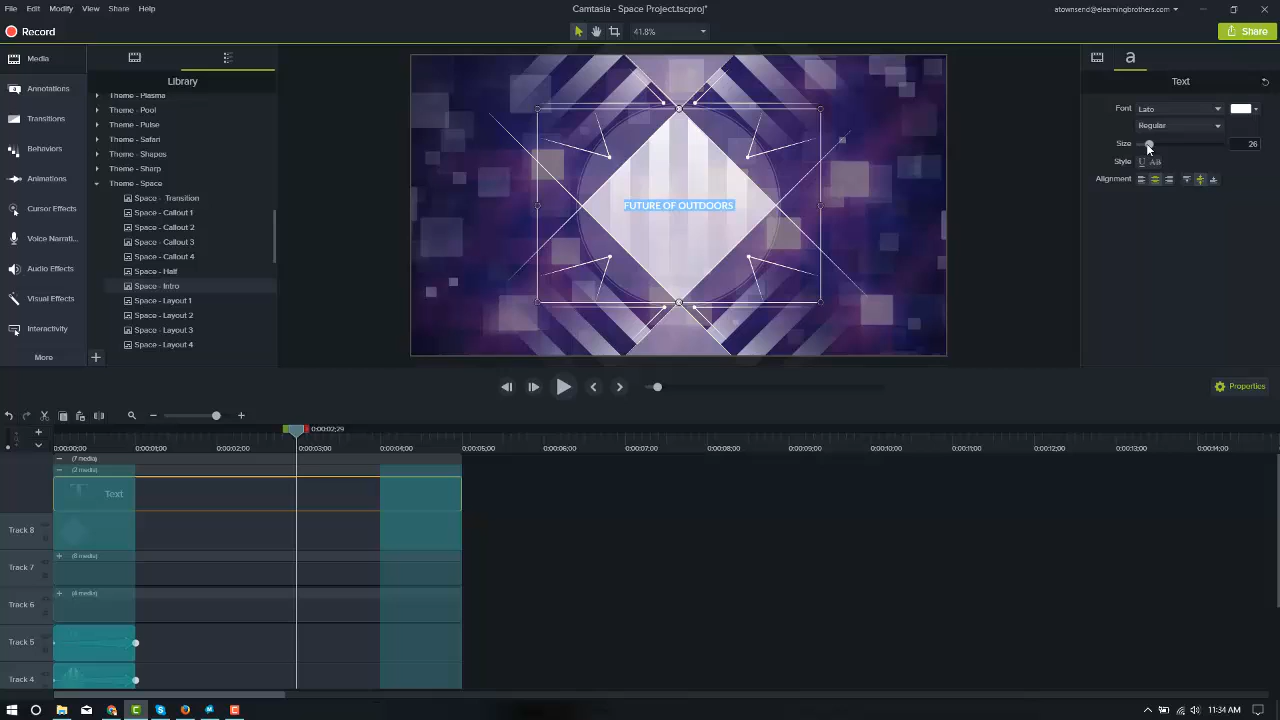 File Edit Modify View Share Help
Camtasia - Space Project.tscproj*
atownsend@elearningbrothers.com
Record
41.8%
Share
Media
Annotations
Transitions
Behaviors
Animations
Cursor Effects
Voice Narrati...
Audio Effects
Visual Effects
Interactivity
More
Library
Theme - Plasma
Theme - Pool
Theme - Pulse
Theme - Safari
Theme - Shapes
Theme - Sharp
Theme - Space
Space - Transition
Space - Callout 1
Space - Callout 2
Space - Callout 3
Space - Callout 4
Space - Half
Space - Intro
Space - Layout 1
Space - Layout 2
Space - Layout 3
Space - Layout 4
FUTURE OF OUTDOORS
a
Text
Font Lato
Regular
Size 26
Style U AB
Alignment
Properties
0:00:02;29
0:00:00;00 0:00:01;00 0:00:02;00 0:00:03;00 0:00:04;00 0:00:05;00 0:00:06;00 0:00:07;00 0:00:08;00 0:00:09;00 0:00:10;00 0:00:11;00 0:00:12;00 0:00:13;00 0:00:14;00
(7 media)
(2 media)
Text
Track 8
(8 media)
Track 7
(4 media)
Track 6
Track 5
Track 4
11:34 AM